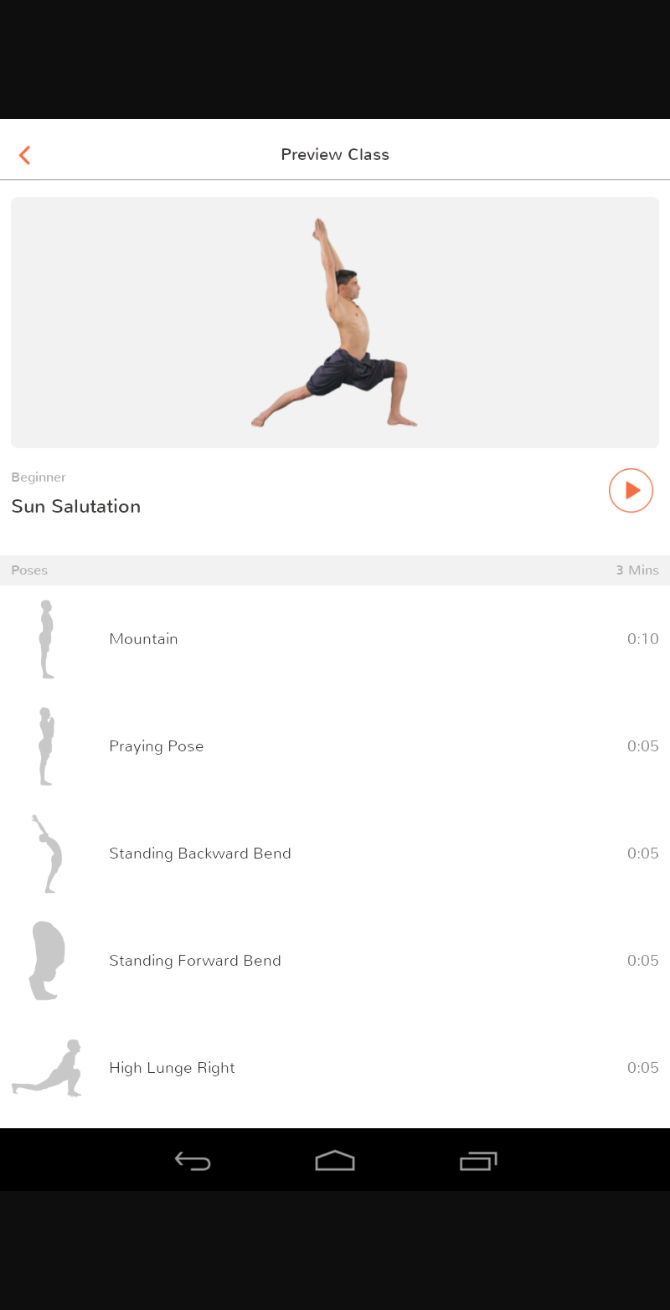 Preview Class
Beginner
Sun Salutation
Poses 3 Mins
Mountain 0:10
Praying Pose 0:05
Standing Backward Bend 0:05
Standing Forward Bend 0:05
High Lunge Right 0:05